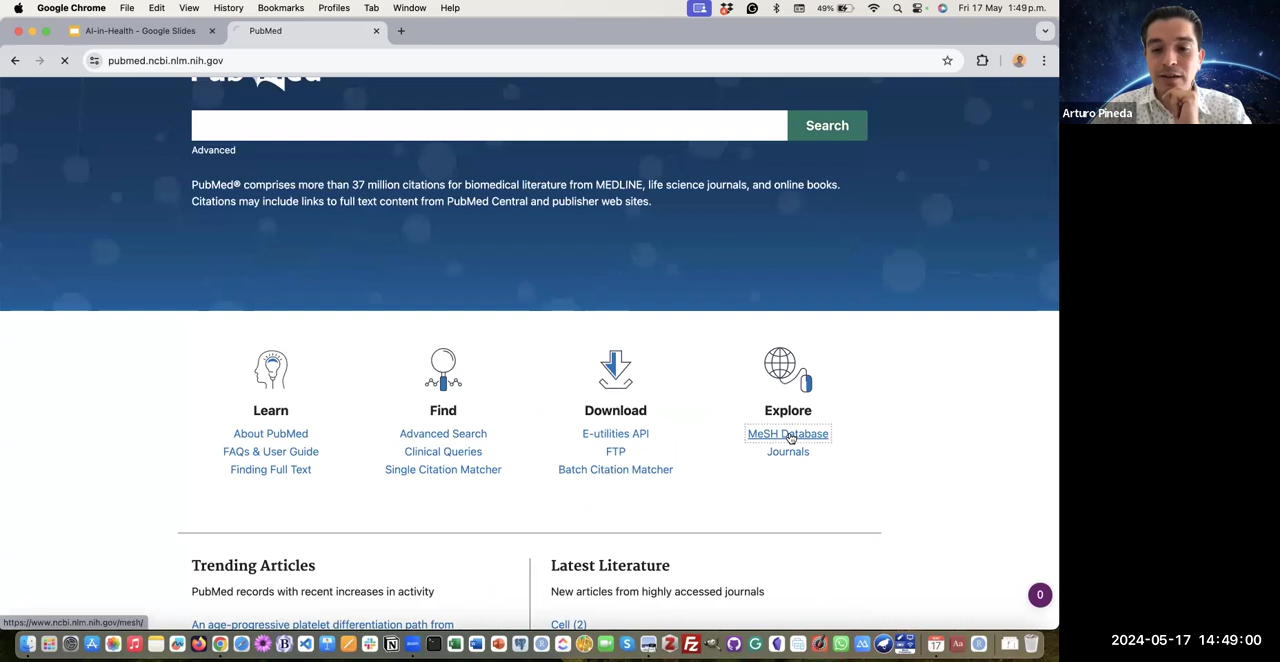 Google Chrome File Edit View History Bookmarks Profiles Tab Window Help
49% Fri 17 May 1:49 p.m.
AI-in-Health - Google Slides
PubMed
pubmed.ncbi.nlm.nih.gov
PubMed
Search
Advanced
PubMed® comprises more than 37 million citations for biomedical literature from MEDLINE, life science journals, and online books.
Citations may include links to full text content from PubMed Central and publisher web sites.
Learn
About PubMed
FAQs & User Guide
Finding Full Text
Find
Advanced Search
Clinical Queries
Single Citation Matcher
Download
E-utilities API
FTP
Batch Citation Matcher
Explore
MeSH Database
Journals
Trending Articles
PubMed records with recent increases in activity
An age-progressive platelet differentiation path from
Latest Literature
New articles from highly accessed journals
Cell (2)
0
https://www.ncbi.nlm.nih.gov/mesh/
Arturo Pineda
2024-05-17 14:49:00